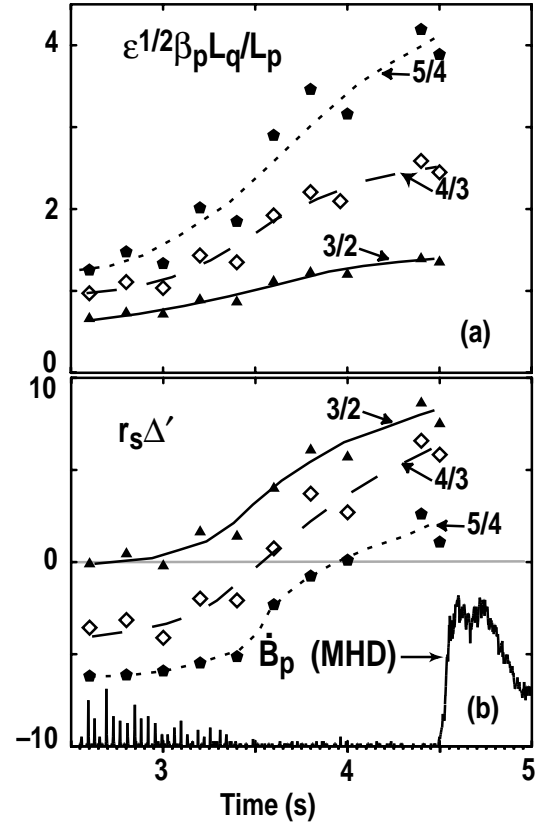 4
ε1/2βpLq/Lp
5/4
4/3
2
3/2
(a)
0
10
3/2
rsΔ′
4/3
5/4
0
Ḃp (MHD)
(b)
−10
3 4 5
Time (s)